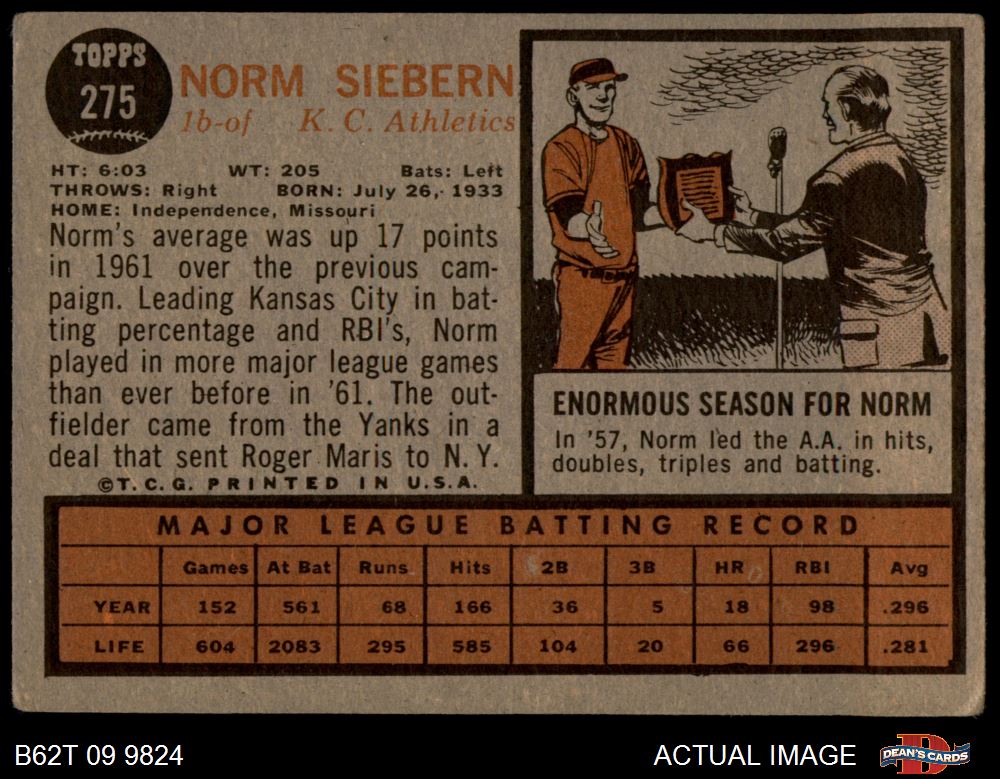 TOPPS
275
NORM SIEBERN
1b-of K. C. Athletics
HT: 6:03 WT: 205 Bats: Left
THROWS: Right BORN: July 26, 1933
HOME: Independence, Missouri
Norm's average was up 17 points
in 1961 over the previous cam-
paign. Leading Kansas City in bat-
ting percentage and RBI's, Norm
played in more major league games
than ever before in '61. The out-
fielder came from the Yanks in a
deal that sent Roger Maris to N. Y.
©T. C. G. PRINTED IN U.S.A.
ENORMOUS SEASON FOR NORM
In '57, Norm led the A.A. in hits,
doubles, triples and batting.
MAJOR LEAGUE BATTING RECORD
Games At Bat Runs Hits 2B 3B HR RBI Avg
YEAR 152 561 68 166 36 5 18 98 .296
LIFE 604 2083 295 585 104 20 66 296 .281
B62T 09 9824 ACTUAL IMAGE DEAN'S CARDS